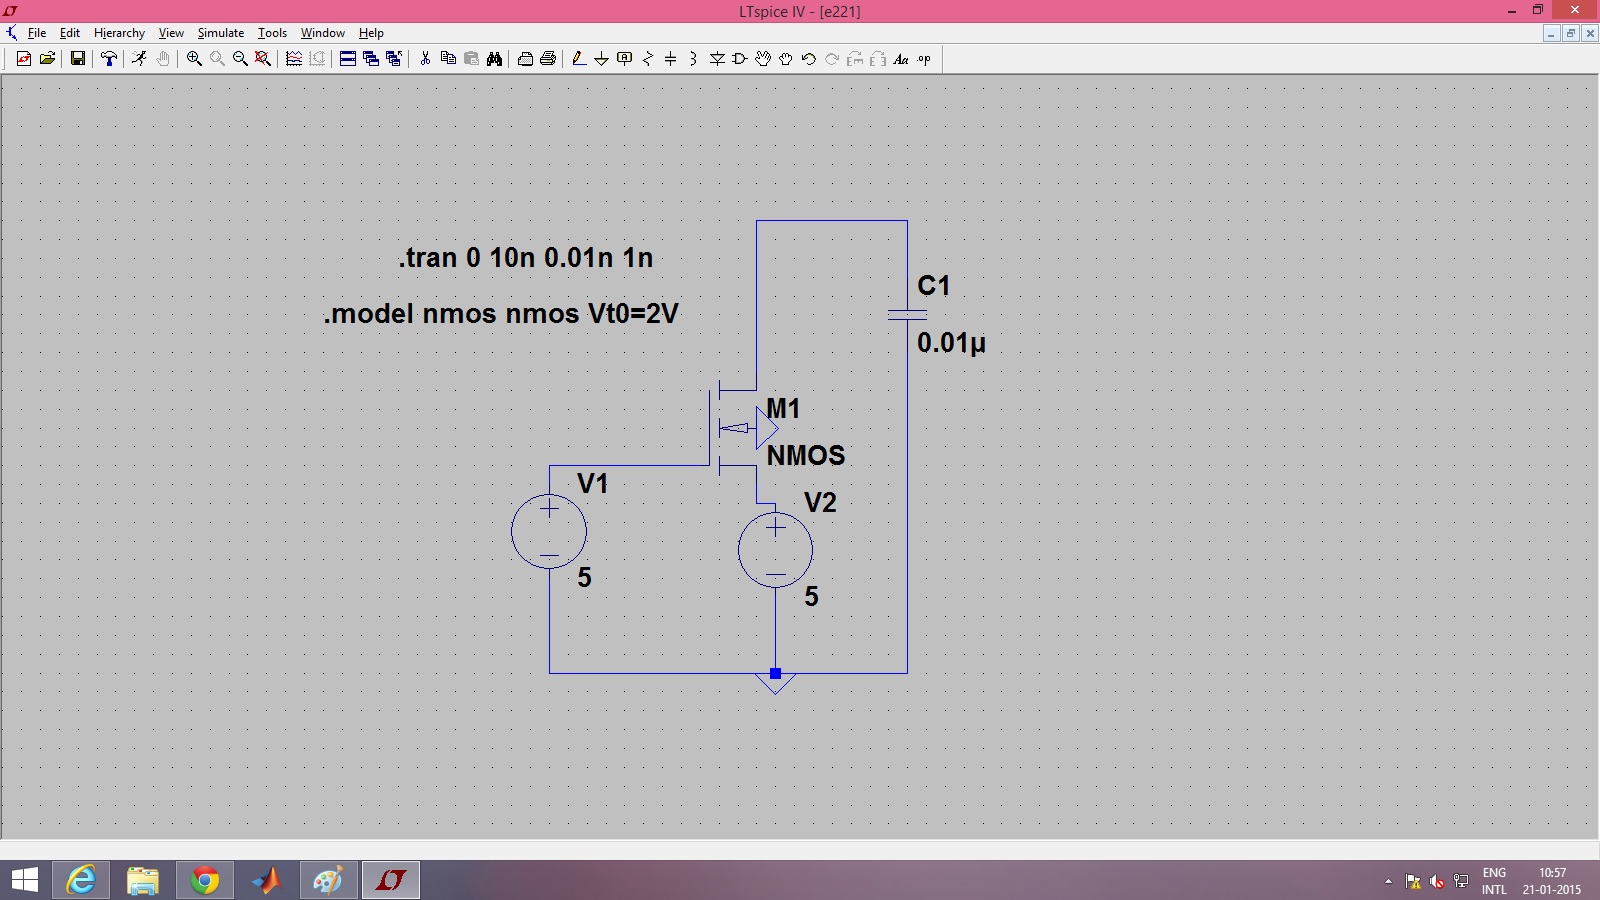 LTspice IV - [e221]
File Edit Hierarchy View Simulate Tools Window Help
Aa .op
.tran 0 10n 0.01n 1n
.model nmos nmos Vt0=2V
C1
0.01µ
M1
NMOS
V1
5
V2
5
ENG
INTL
10:57
21-01-2015